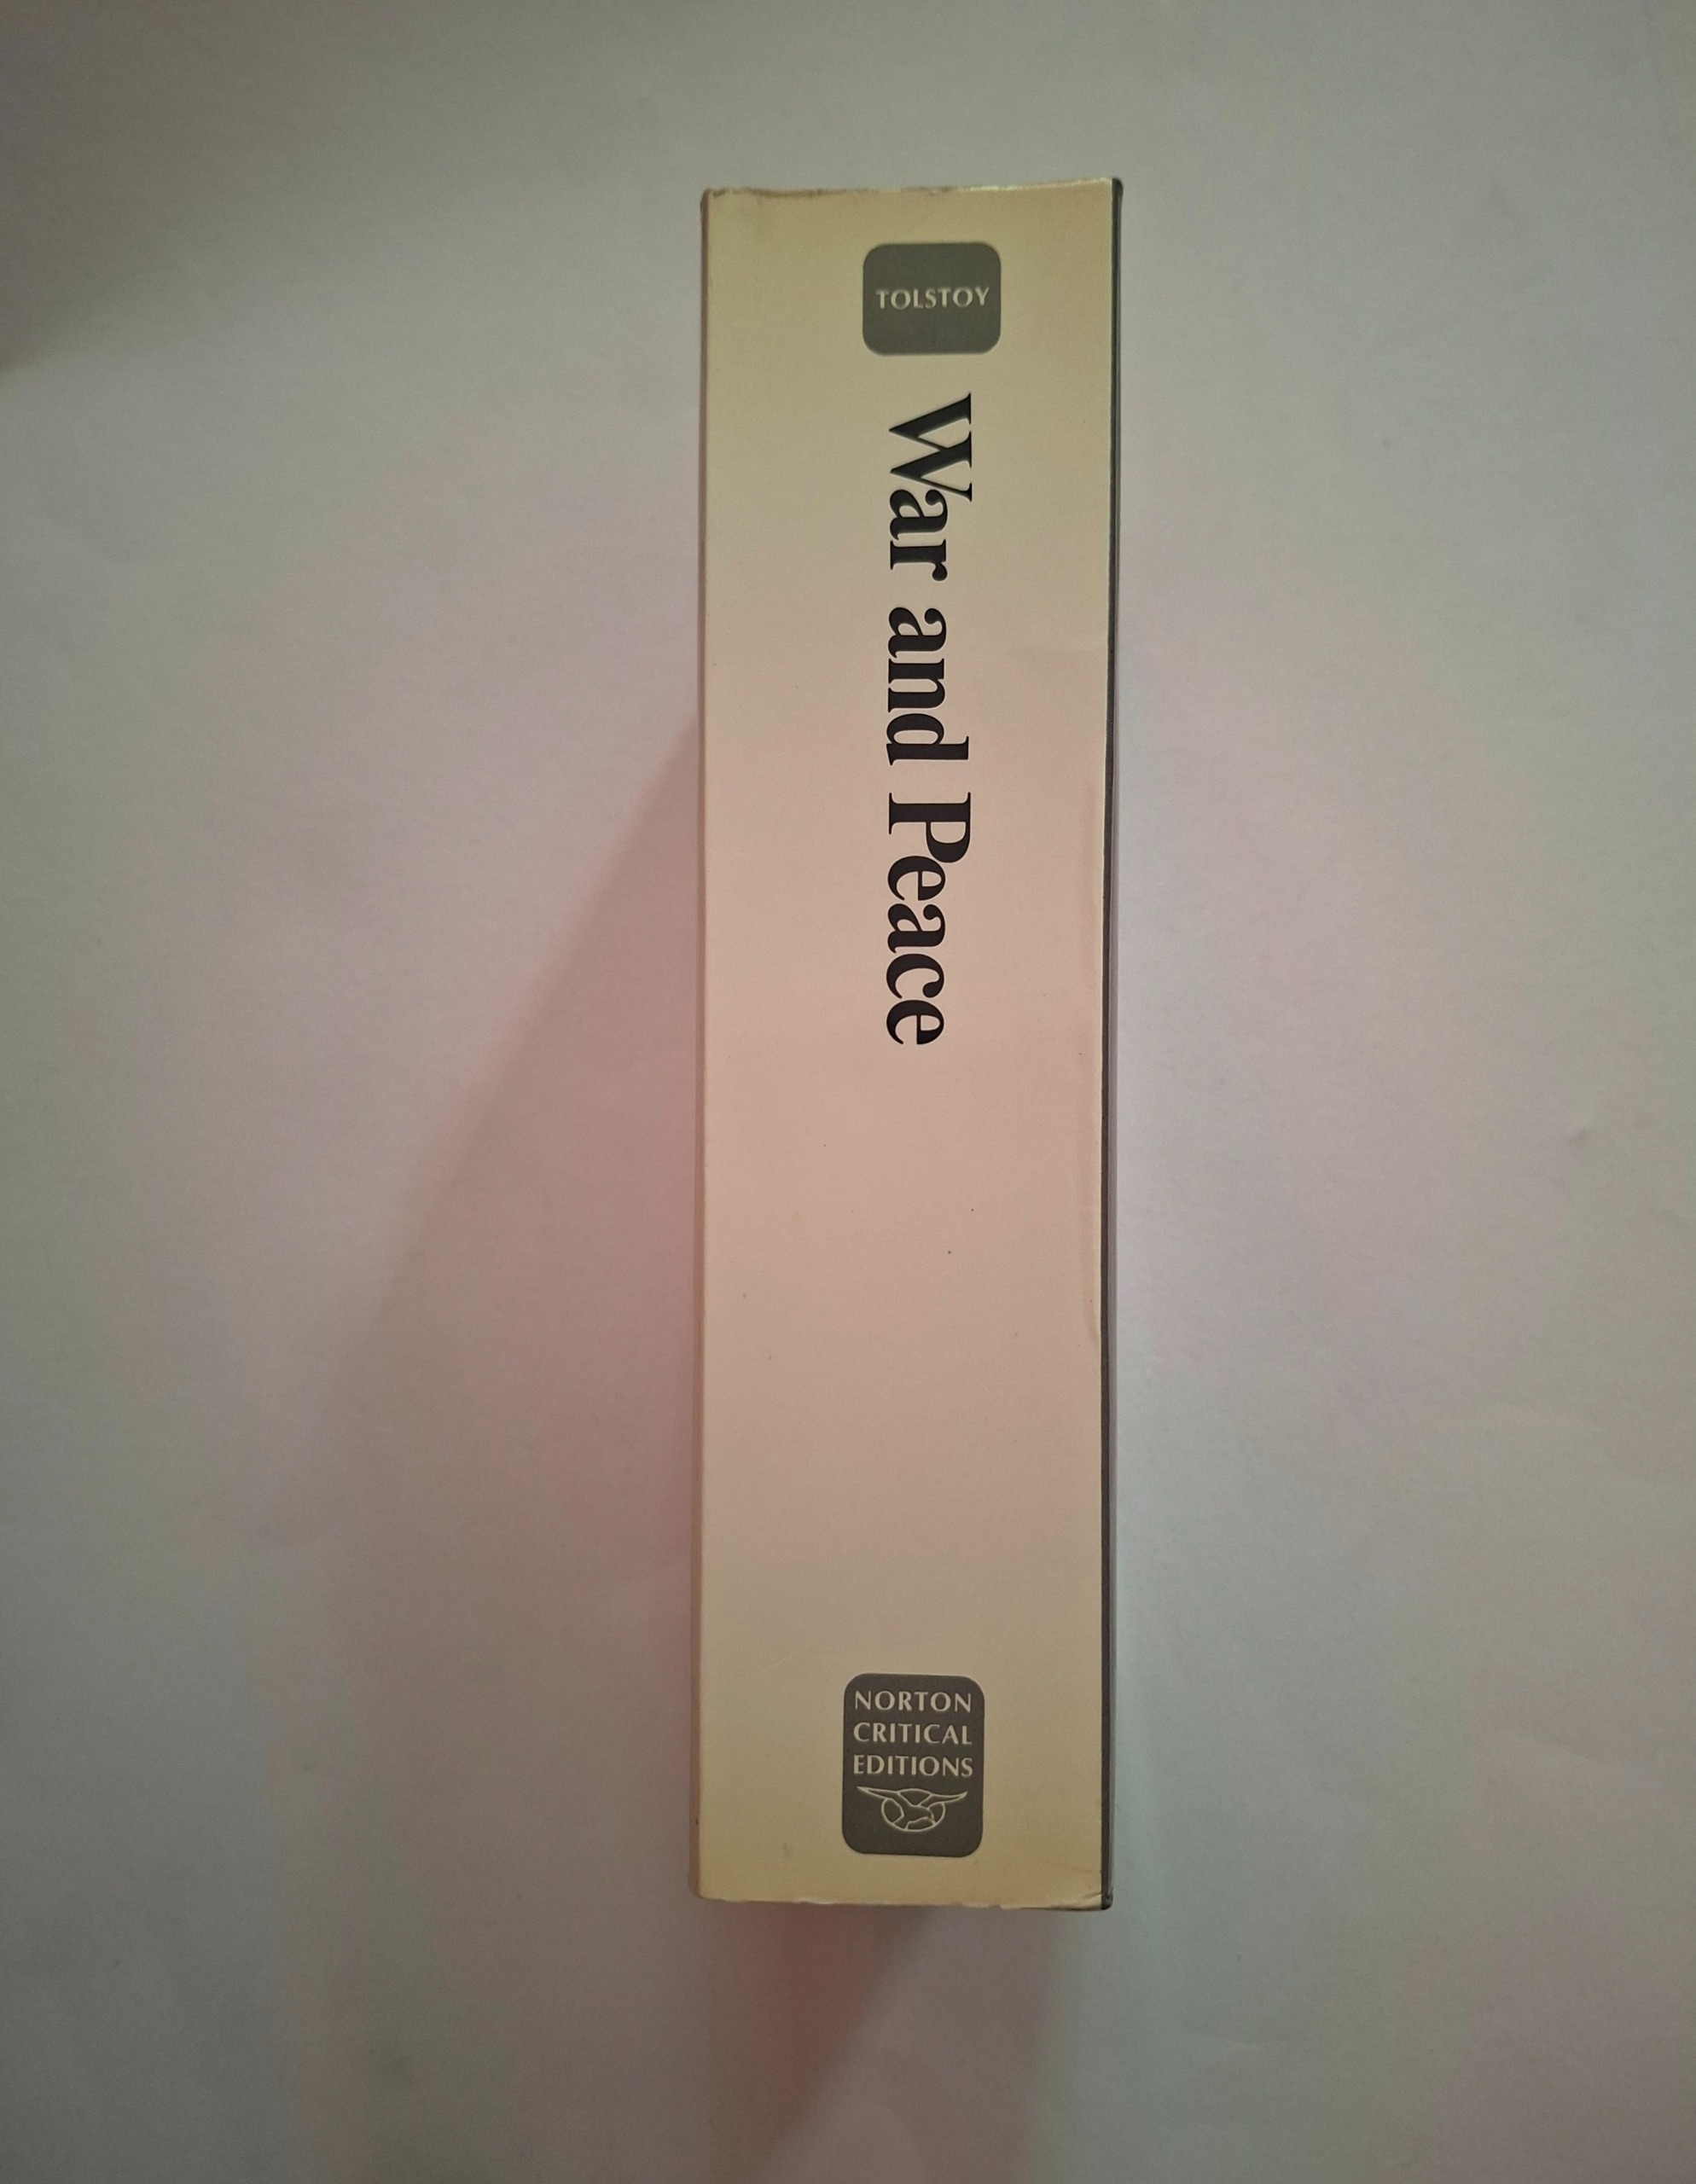 TOLSTOY
War and Peace
NORTON
CRITICAL
EDITIONS